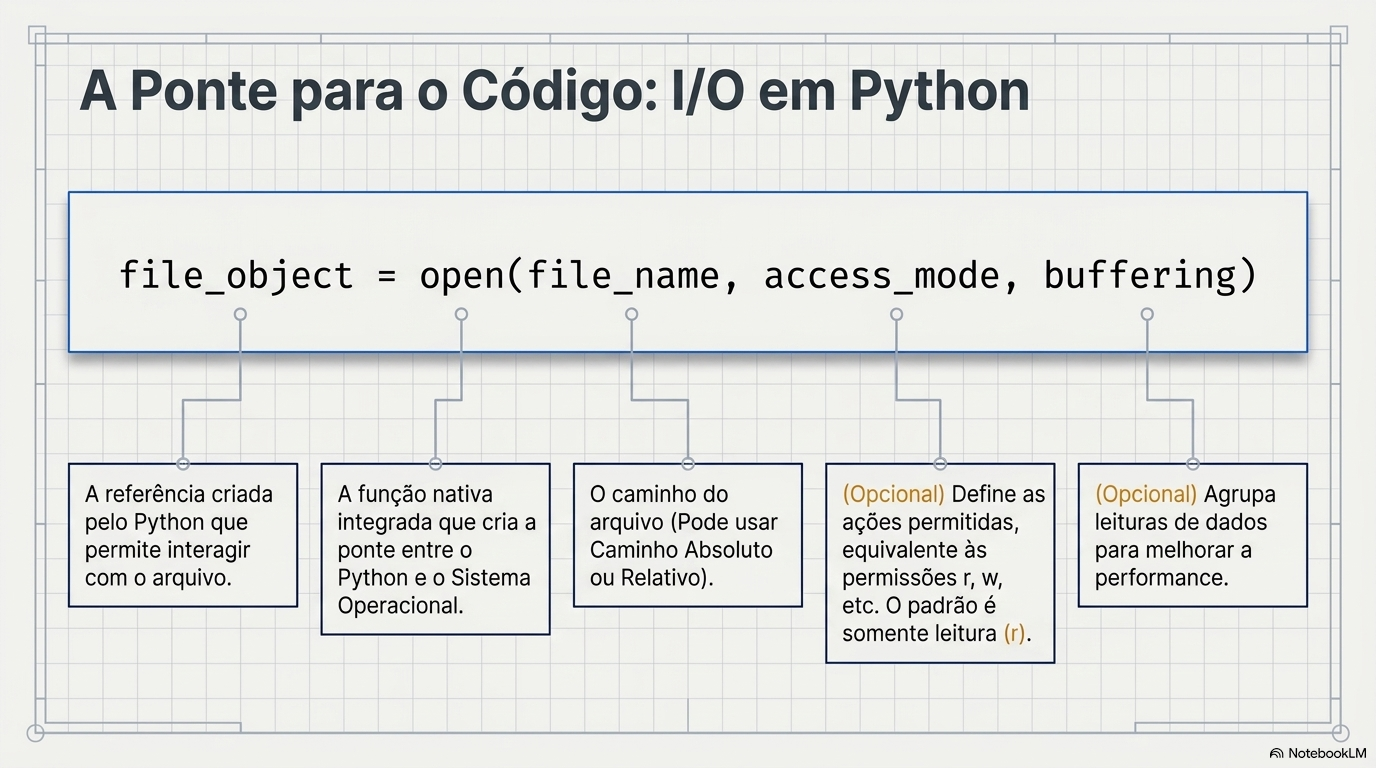 A Ponte para o Código: I/O em Python
file_object = open(file_name, access_mode, buffering)
A referência criada
pelo Python que
permite interagir
com o arquivo.
A função nativa
integrada que cria a
ponte entre o
Python e o Sistema
Operacional.
O caminho do
arquivo (Pode usar
Caminho Absoluto
ou Relativo).
(Opcional) Define as
ações permitidas,
equivalente às
permissões r, w,
etc. O padrão é
somente leitura (r).
(Opcional) Agrupa
leituras de dados
para melhorar a
performance.
NotebookLM